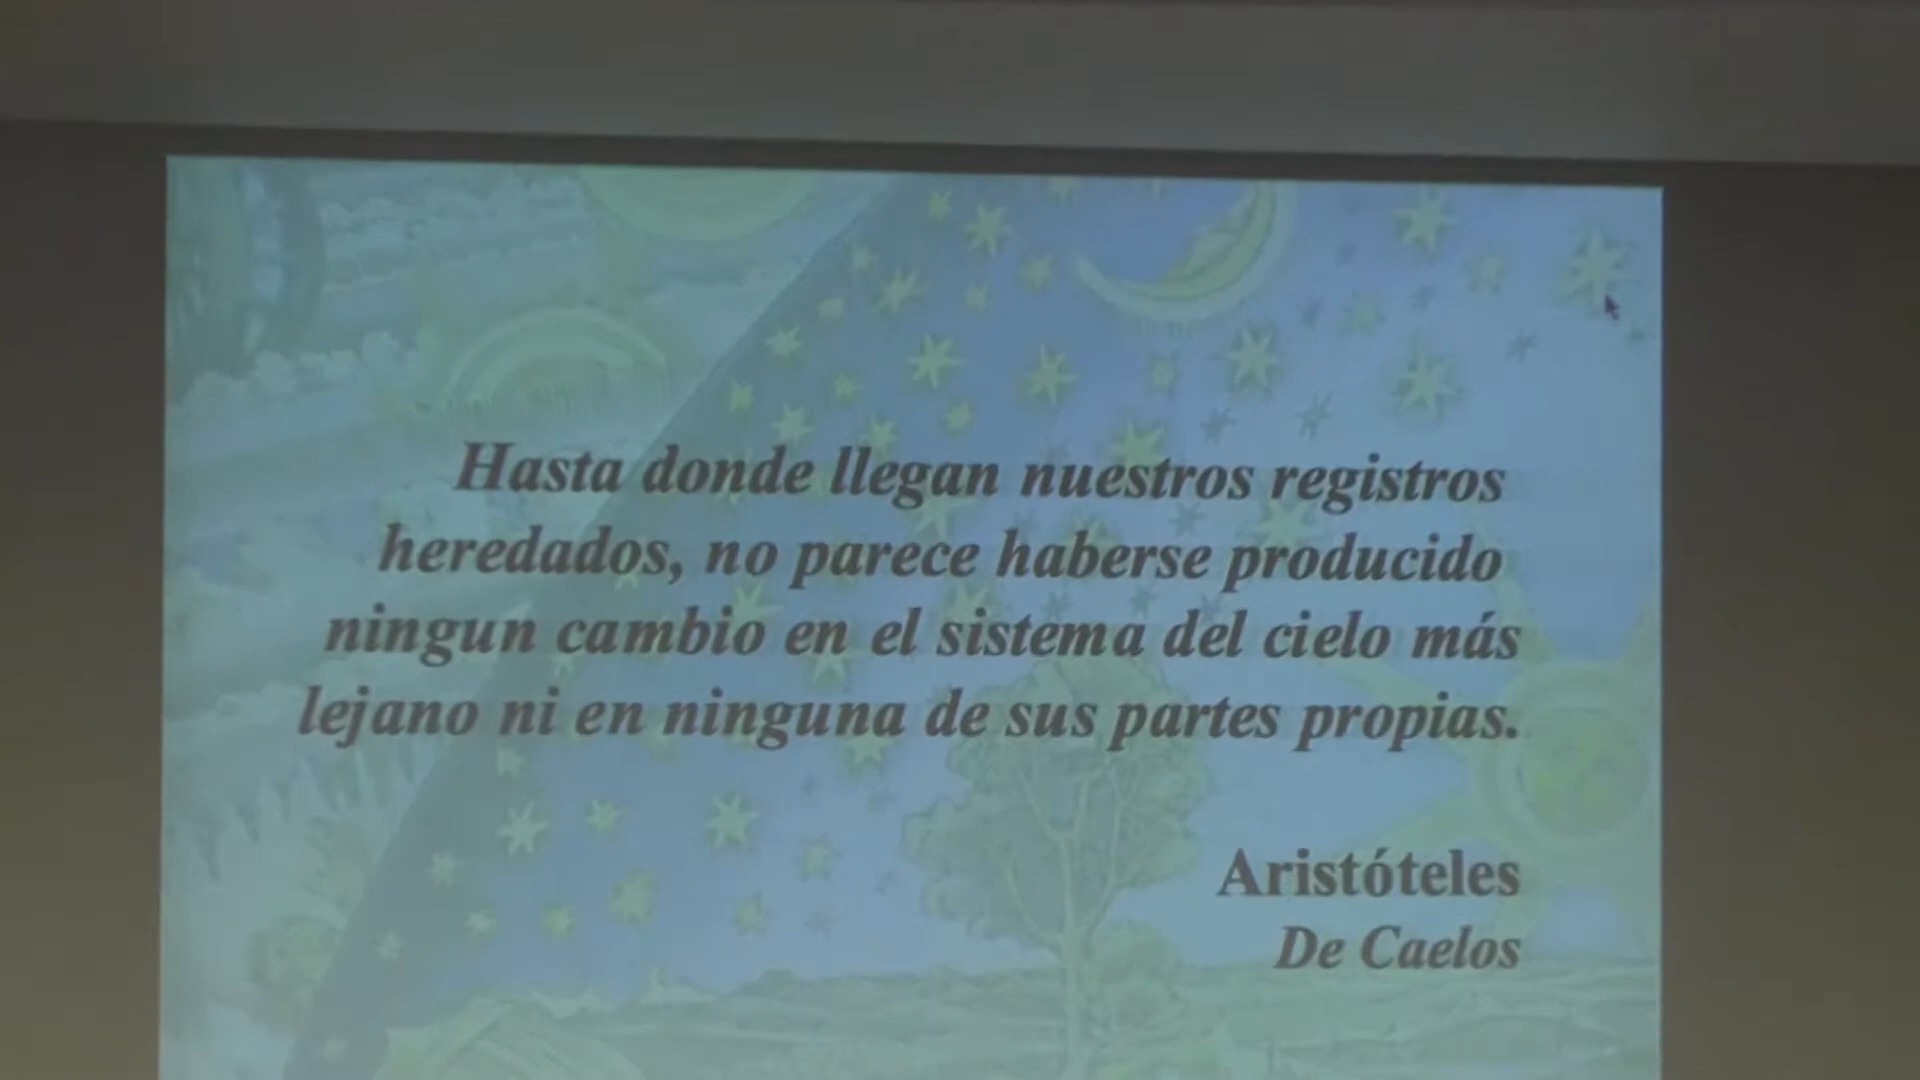 Hasta donde llegan nuestros registros
heredados, no parece haberse producido
ningun cambio en el sistema del cielo más
lejano ni en ninguna de sus partes propias.
Aristóteles
De Caelos